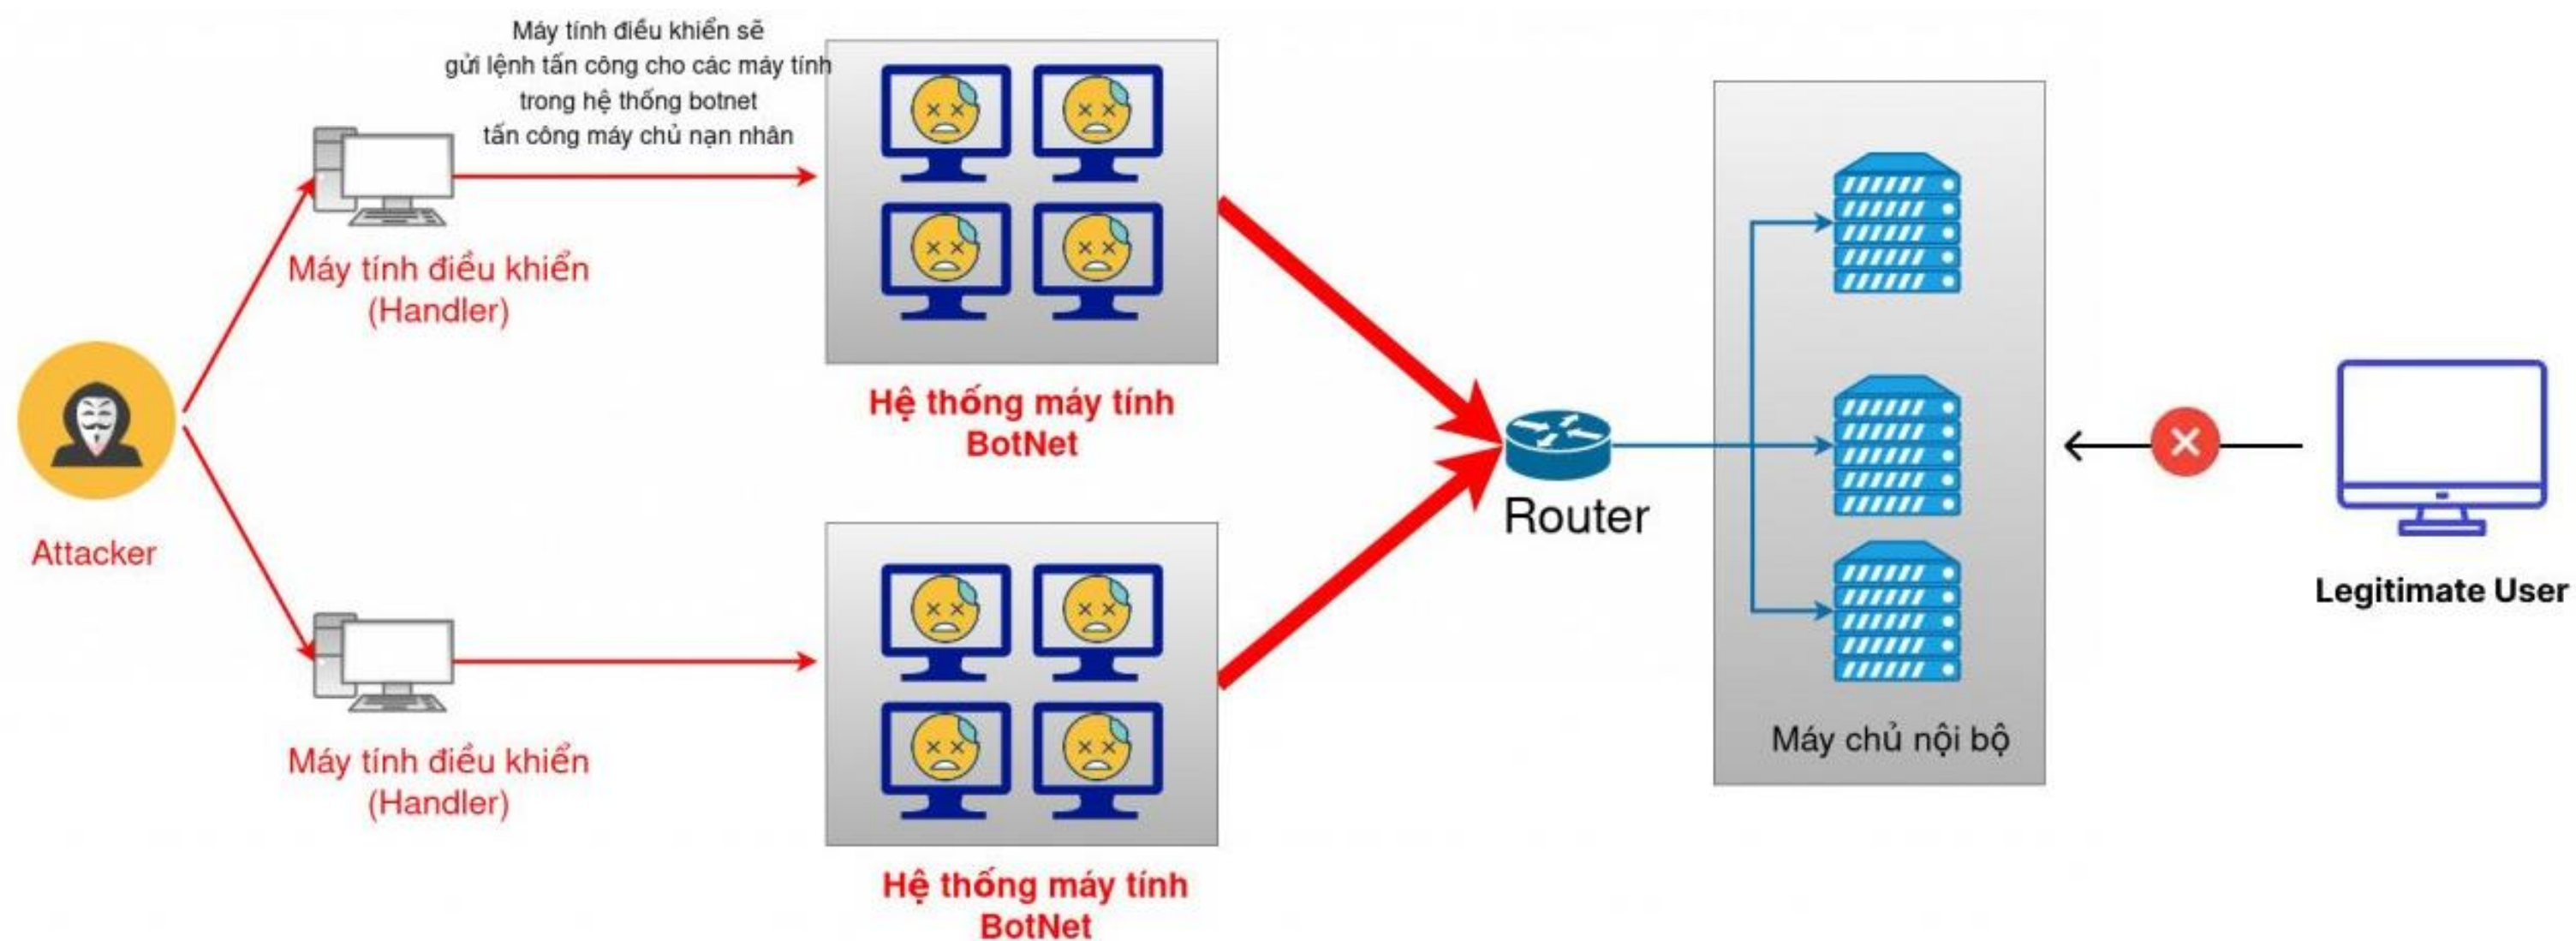 Máy tính điều khiển sẽ
gửi lệnh tấn công cho các máy tính
trong hệ thống botnet
tấn công máy chủ nạn nhân
Máy tính điều khiển
(Handler)
Attacker
Hệ thống máy tính
BotNet
Router
Legitimate User
Máy chủ nội bộ
Máy tính điều khiển
(Handler)
Hệ thống máy tính
BotNet